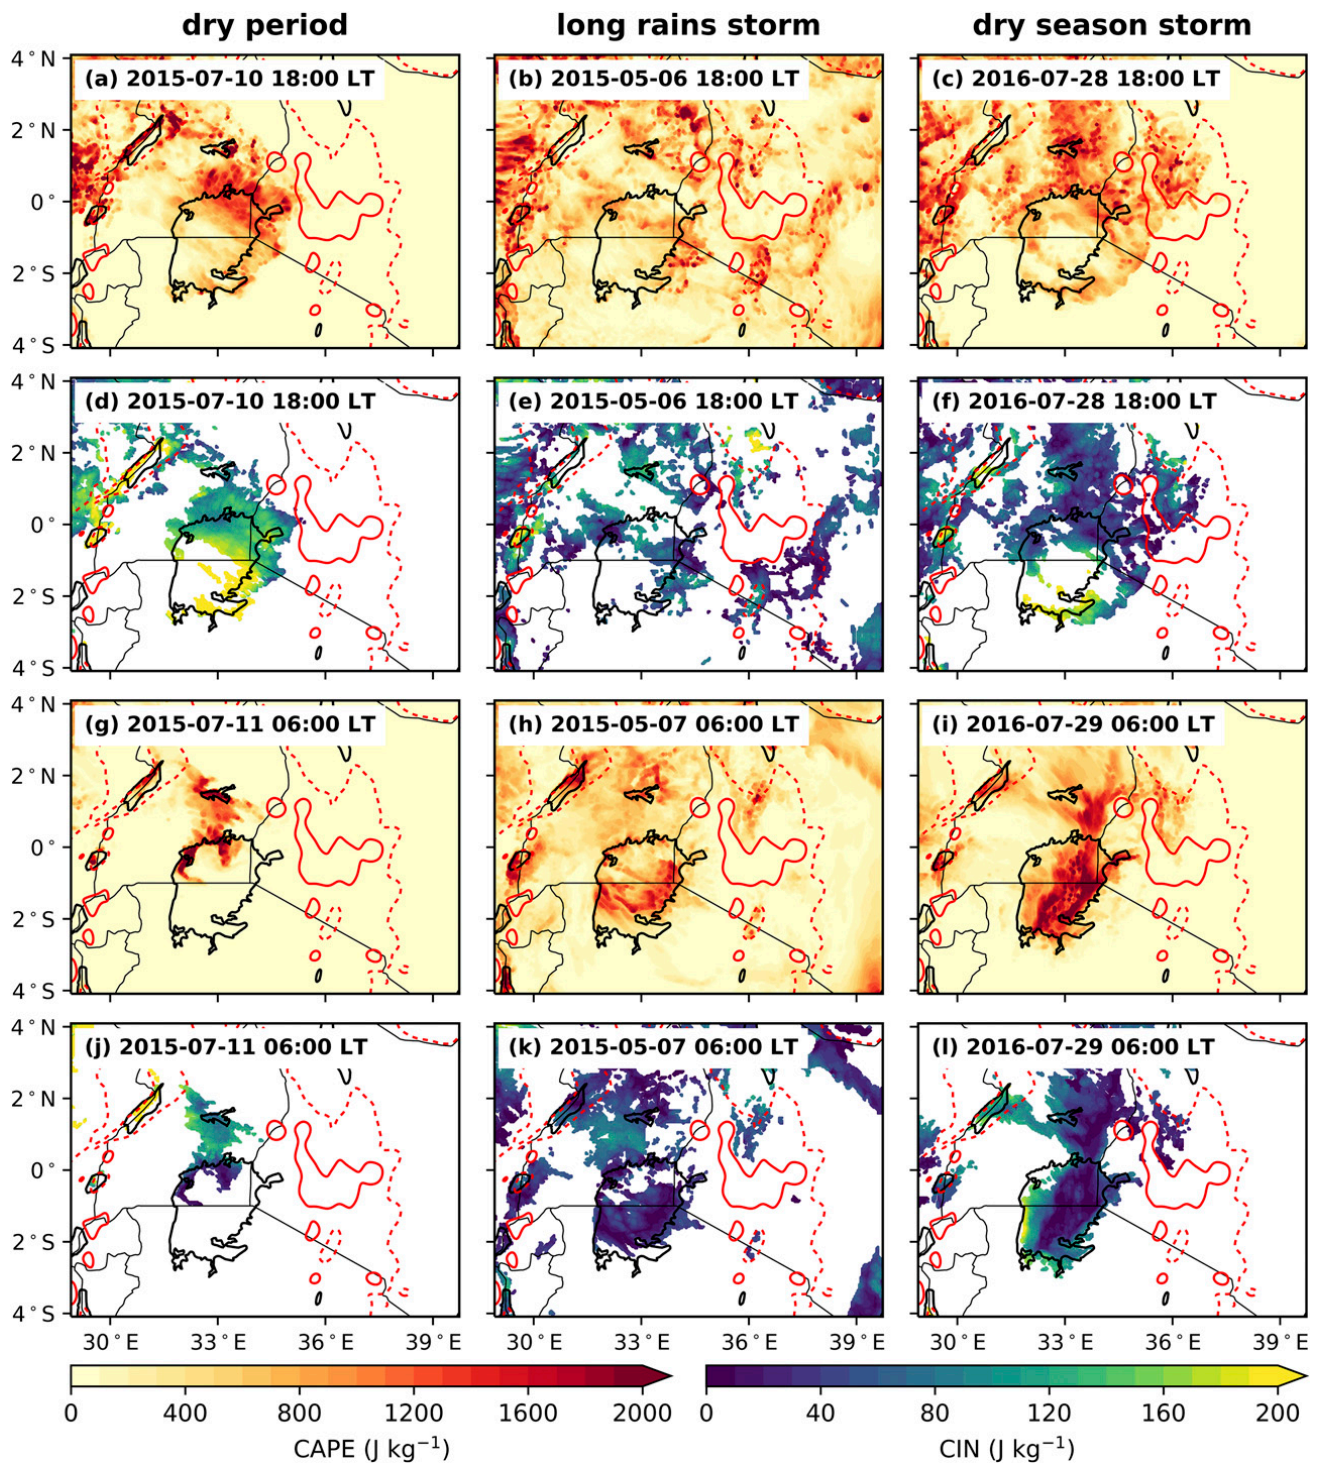 dry period long rains storm dry season storm
(a) 2015-07-10 18:00 LT (b) 2015-05-06 18:00 LT (c) 2016-07-28 18:00 LT
4°N
2°N
0°
2°S
4°S
(d) 2015-07-10 18:00 LT (e) 2015-05-06 18:00 LT (f) 2016-07-28 18:00 LT
4°N
2°N
0°
2°S
4°S
(g) 2015-07-11 06:00 LT (h) 2015-05-07 06:00 LT (i) 2016-07-29 06:00 LT
4°N
2°N
0°
2°S
4°S
(j) 2015-07-11 06:00 LT (k) 2015-05-07 06:00 LT (l) 2016-07-29 06:00 LT
4°N
2°N
0°
2°S
4°S
30°E 33°E 36°E 39°E 30°E 33°E 36°E 39°E 30°E 33°E 36°E 39°E
0 400 800 1200 1600 2000 0 40 80 120 160 200
CAPE (J kg⁻¹) CIN (J kg⁻¹)